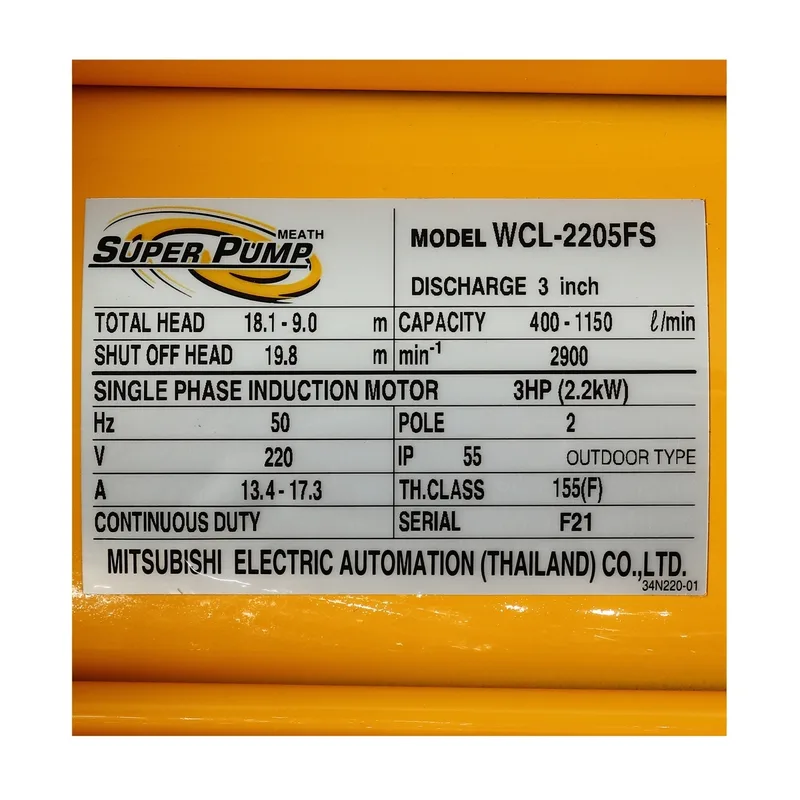 MEATH
SUPER PUMP
MODEL WCL-2205FS
DISCHARGE 3 inch
TOTAL HEAD 18.1 - 9.0 m CAPACITY 400 - 1150 ℓ/min
SHUT OFF HEAD 19.8 m min⁻¹ 2900
SINGLE PHASE INDUCTION MOTOR 3HP (2.2kW)
Hz 50 POLE 2
V 220 IP 55 OUTDOOR TYPE
A 13.4 - 17.3 TH.CLASS 155(F)
CONTINUOUS DUTY SERIAL F21
MITSUBISHI ELECTRIC AUTOMATION (THAILAND) CO.,LTD.
34N220-01